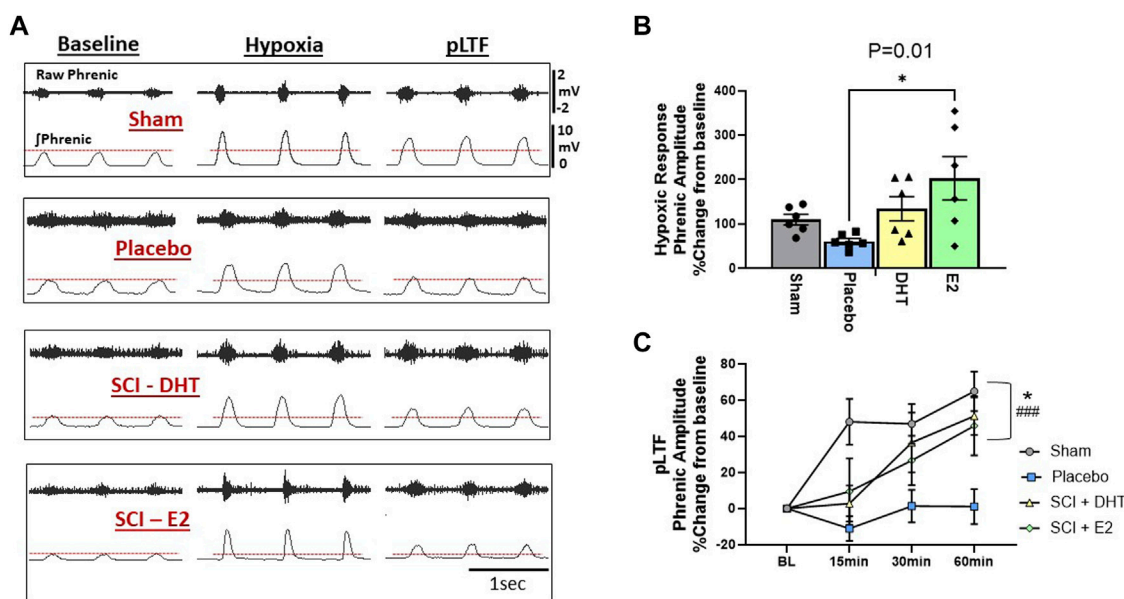 A
Baseline Hypoxia pLTF
Raw Phrenic
2
mV
-2
Sham
∫Phrenic
10
mV
0
Placebo
SCI - DHT
SCI – E2
1sec
B
P=0.01
*
Hypoxic Response
Phrenic Amplitude
%Change from baseline
400
300
200
100
0
Sham
Placebo
DHT
E2
C
pLTF
Phrenic Amplitude
%Change from baseline
80
60
40
20
0
-20
BL 15min 30min 60min
*
###
Sham
Placebo
SCI + DHT
SCI + E2